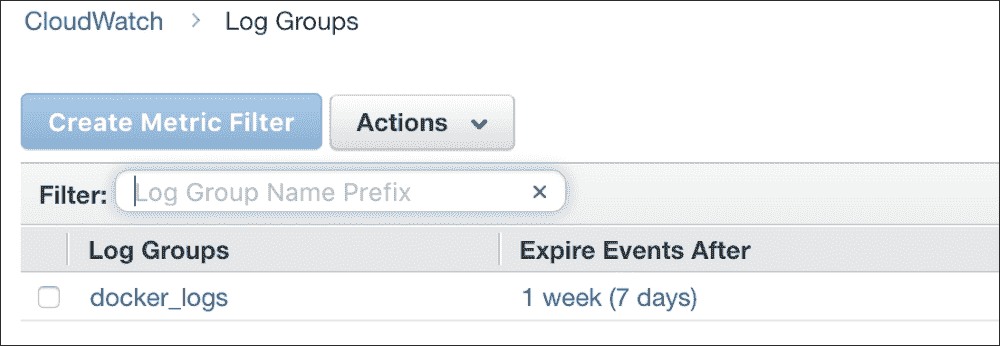 CloudWatch > Log Groups
Create Metric Filter Actions
Filter: Log Group Name Prefix ×
Log Groups Expire Events After
docker_logs 1 week (7 days)